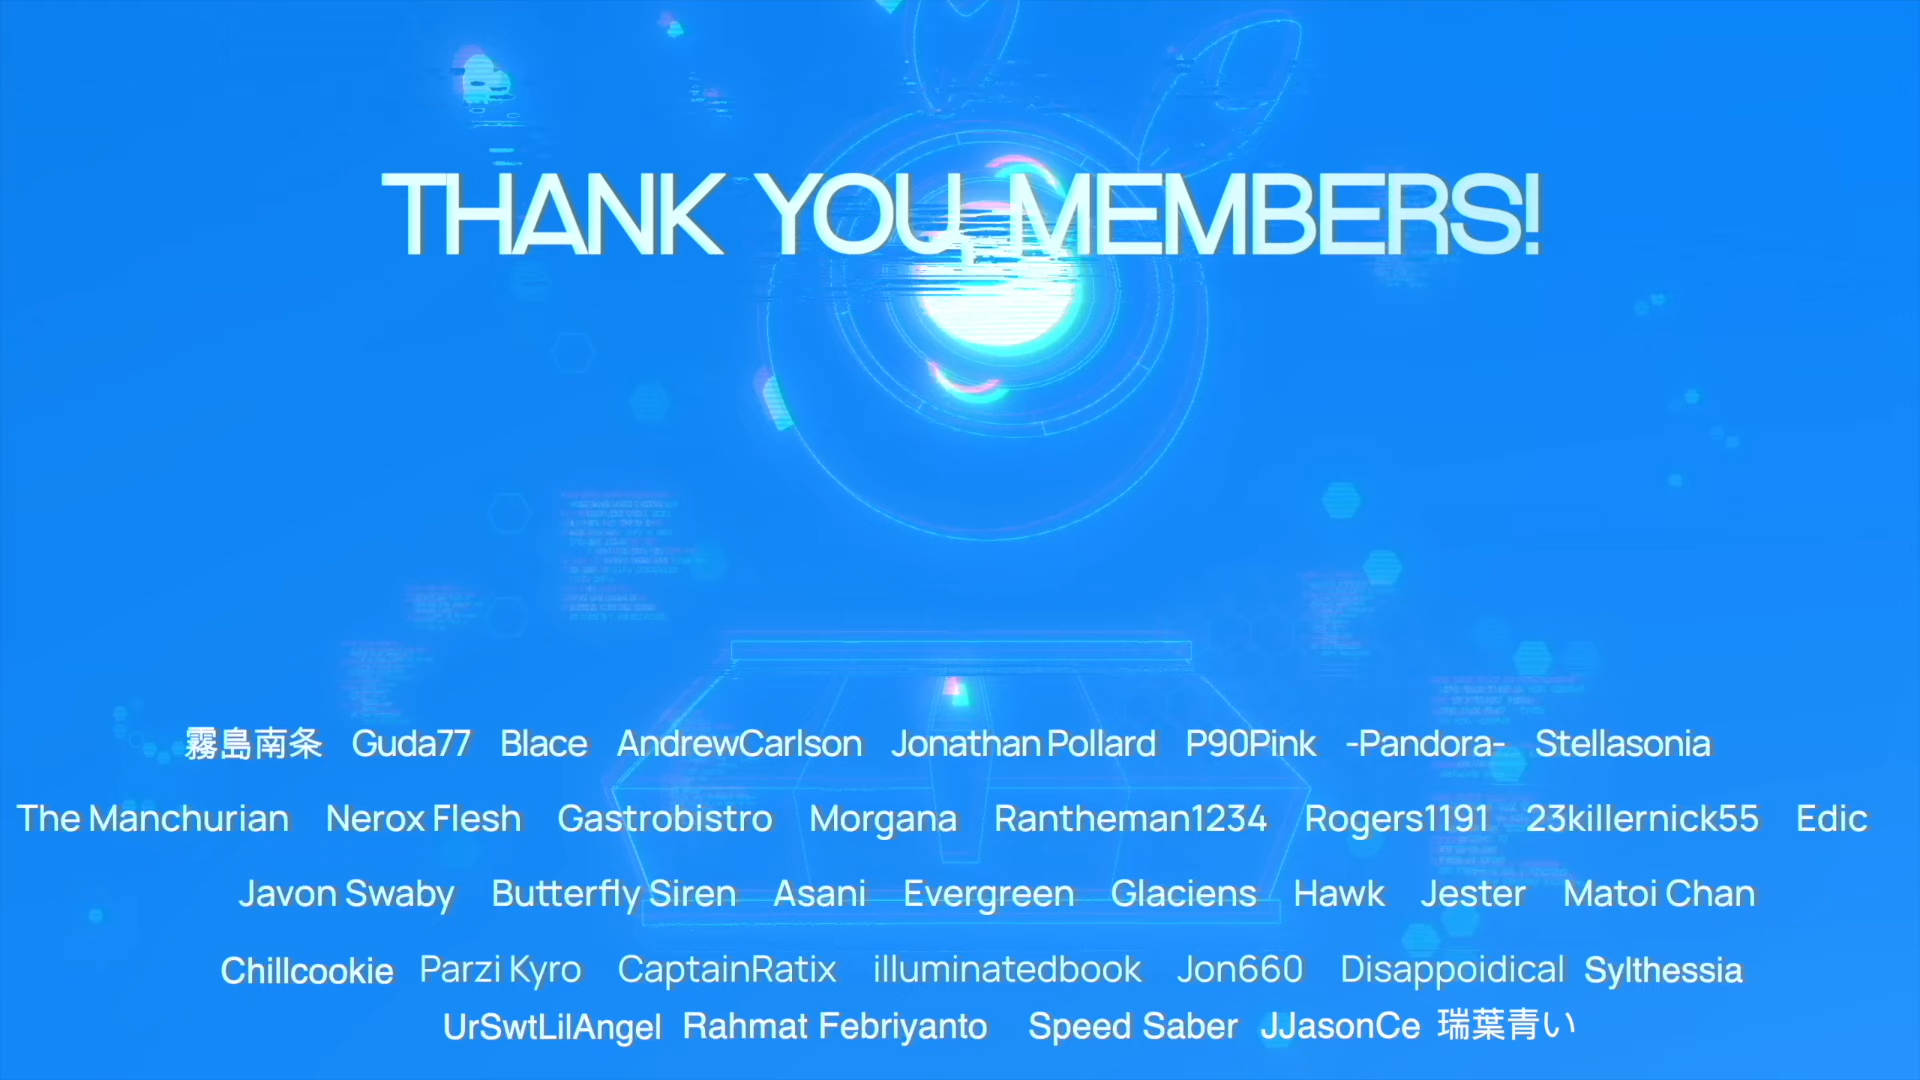 THANK YOU MEMBERS!
霧島南条 Guda77 Blace AndrewCarlson Jonathan Pollard P90Pink -Pandora- Stellasonia
The Manchurian Nerox Flesh Gastrobistro Morgana Rantheman1234 Rogers1191 23killernick55 Edic
Javon Swaby Butterfly Siren Asani Evergreen Glaciens Hawk Jester Matoi Chan
Chillcookie Parzi Kyro CaptainRatix illuminatedbook Jon660 Disappoidical Sylthessia
UrSwtLilAngel Rahmat Febriyanto Speed Saber JJasonCe 瑞葉青い